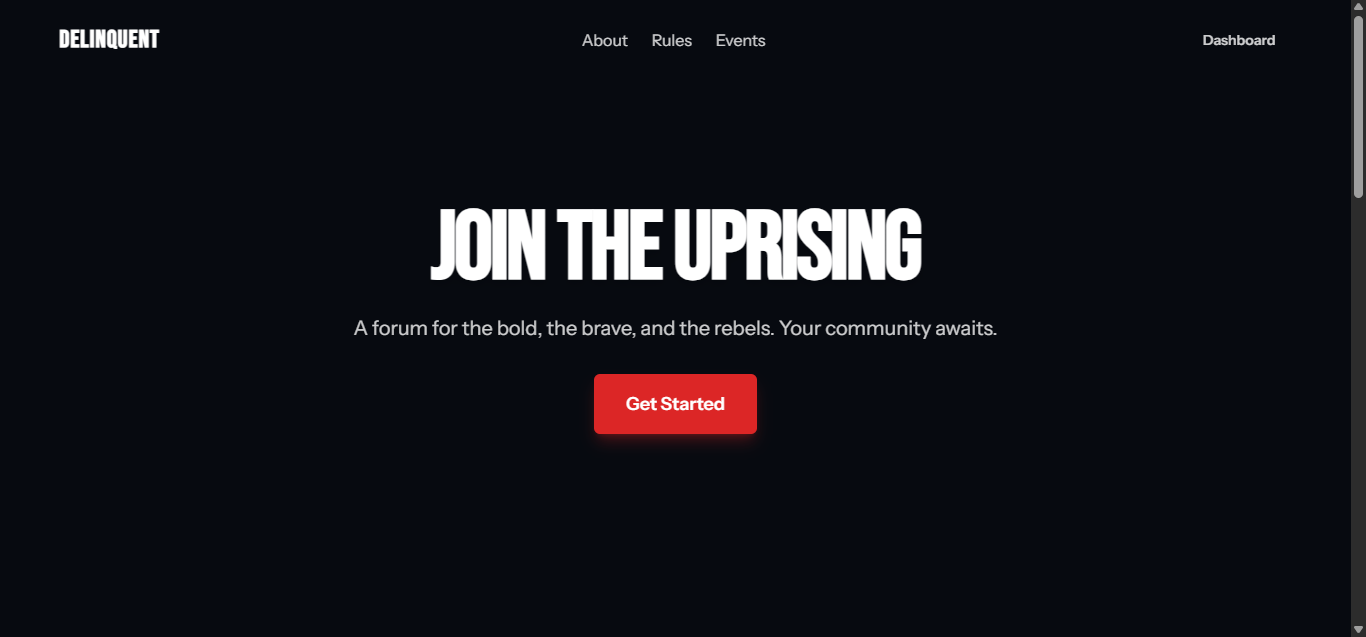 DELINQUENT
About Rules Events
Dashboard
JOIN THE UPRISING
A forum for the bold, the brave, and the rebels. Your community awaits.
Get Started